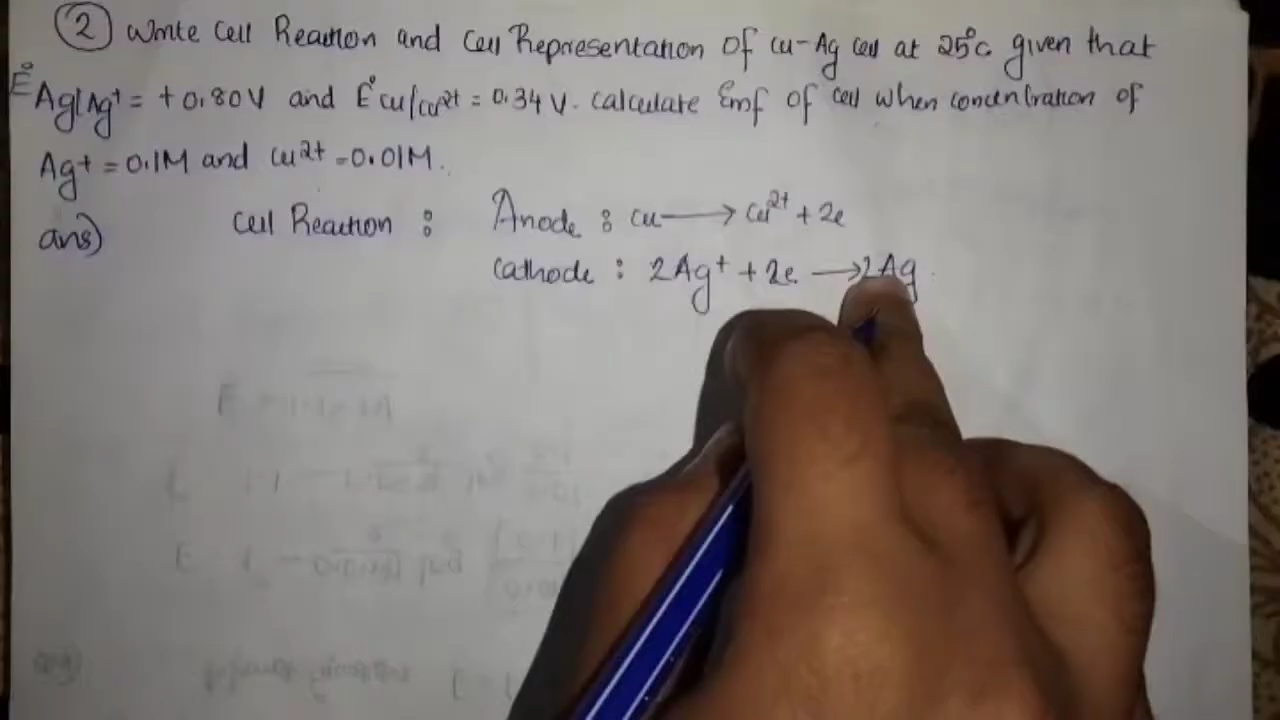 ② Write Cell Reaction and Cell Representation of Cu-Ag cell at 25°C given that
E° Ag/Ag⁺ = +0.80V and E° Cu/Cu²⁺ = 0.34 V. calculate Emf of cell when concentration of
Ag⁺ = 0.1M and Cu²⁺ = 0.01M.
ans) Cell Reaction : Anode : Cu ⟶ Cu²⁺ + 2e
Cathode : 2Ag⁺ + 2e ⟶ 2Ag